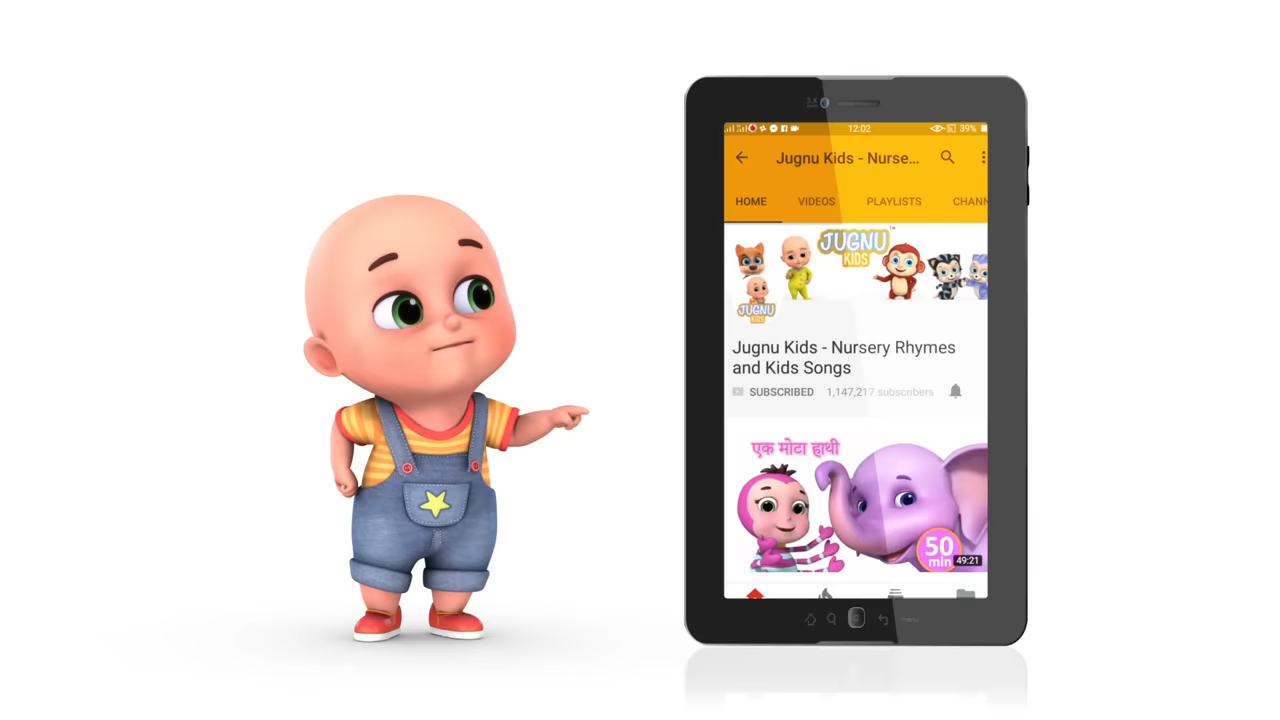 12:02
39%
Jugnu Kids - Nurse...
HOME VIDEOS PLAYLISTS CHANN
JUGNU
KIDS
JUGNU
KIDS
Jugnu Kids - Nursery Rhymes
and Kids Songs
SUBSCRIBED 1,147,217 subscribers
एक मोटा हाथी
50
min
49:21
menu